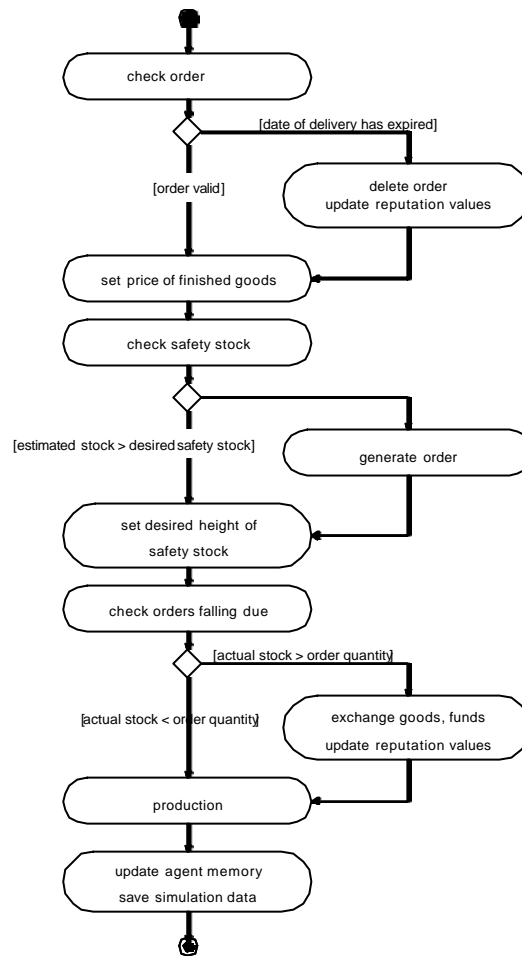 check order
[date of delivery has expired]
[order valid]
delete order
update reputation values
set price of finished goods
check safety stock
[estimated stock > desired safety stock]
generate order
set desired height of
safety stock
check orders falling due
[actual stock > order quantity]
[actual stock < order quantity]
exchange goods, funds
update reputation values
production
update agent memory
save simulation data